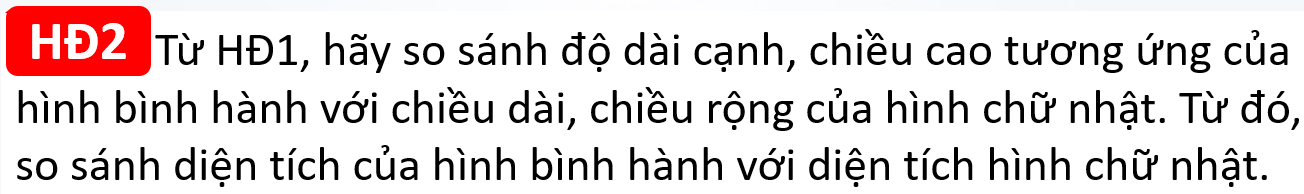 HĐ2 Từ HĐ1, hãy so sánh độ dài cạnh, chiều cao tương ứng của
hình bình hành với chiều dài, chiều rộng của hình chữ nhật. Từ đó,
so sánh diện tích của hình bình hành với diện tích hình chữ nhật.